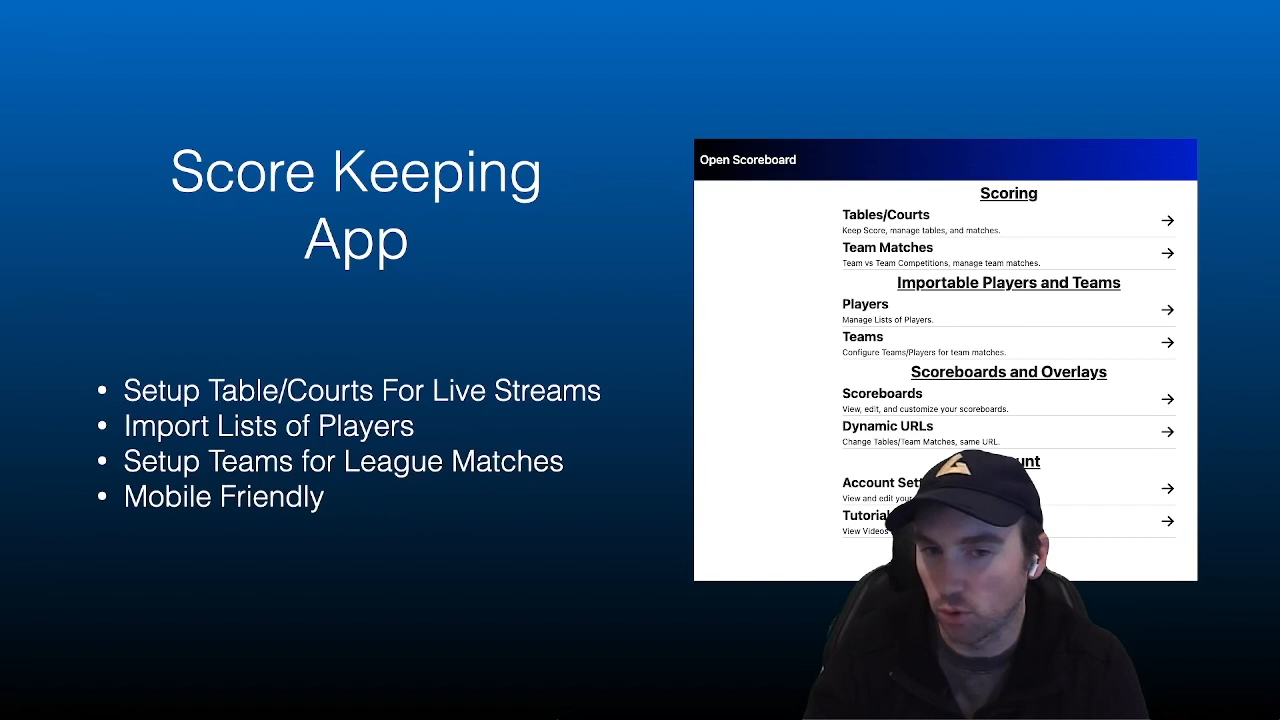 Score Keeping
App
• Setup Table/Courts For Live Streams
• Import Lists of Players
• Setup Teams for League Matches
• Mobile Friendly
Open Scoreboard
Scoring
Tables/Courts
Keep Score, manage tables, and matches.
Team Matches
Team vs Team Competitions, manage team matches.
Importable Players and Teams
Players
Manage Lists of Players.
Teams
Configure Teams/Players for team matches.
Scoreboards and Overlays
Scoreboards
View, edit, and customize your scoreboards.
Dynamic URLs
Change Tables/Team Matches, same URL.
Account
View and edit
View Videos